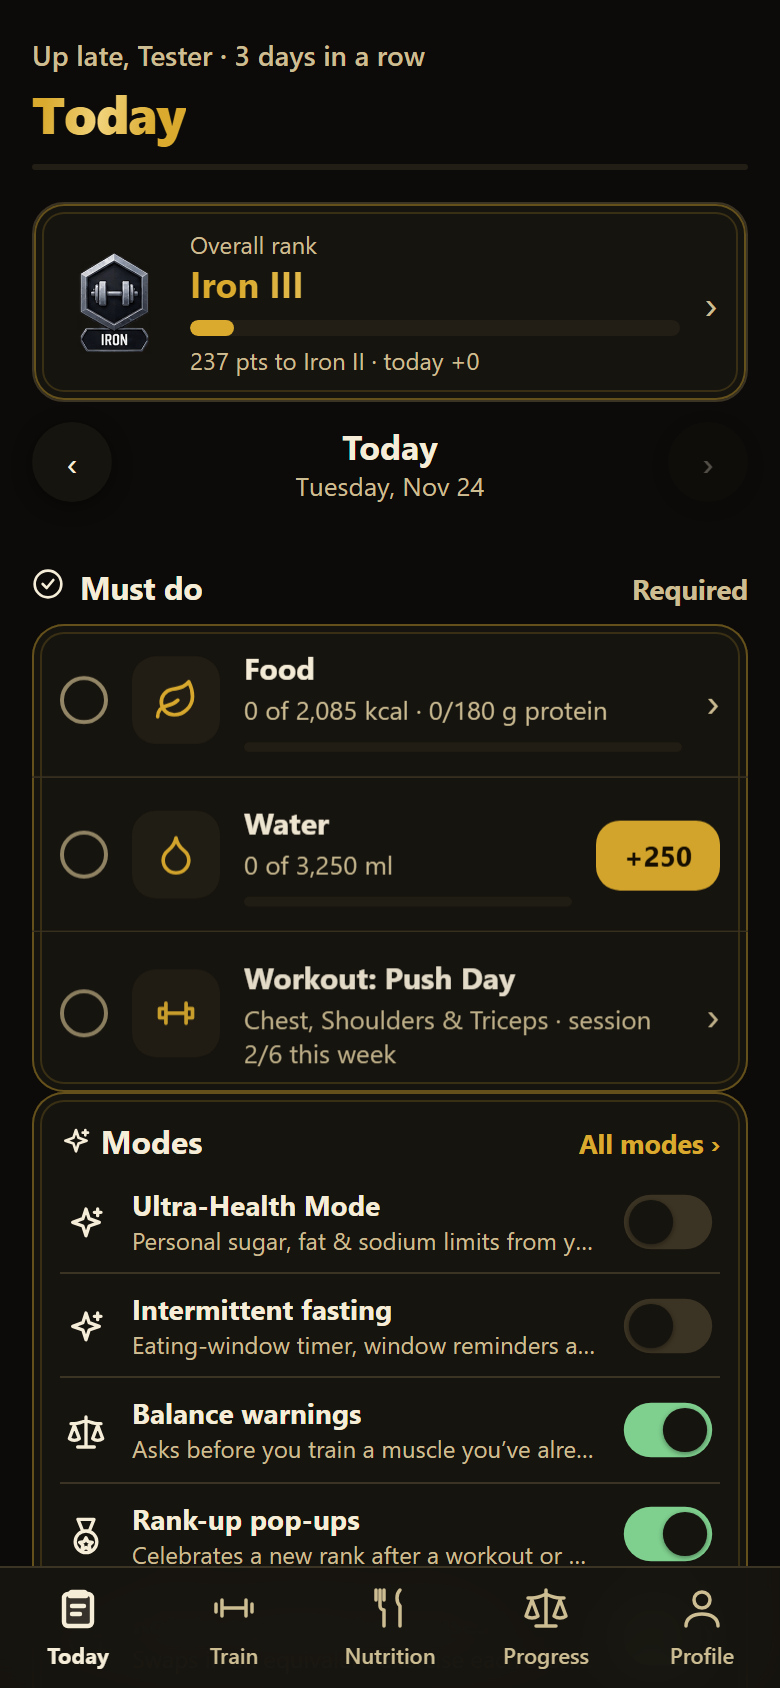 Up late, Tester · 3 days in a row
Today
Overall rank
Iron III
IRON
237 pts to Iron II · today +0
Today
Tuesday, Nov 24
Must do
Required
Food
0 of 2,085 kcal · 0/180 g protein
Water
0 of 3,250 ml
+250
Workout: Push Day
Chest, Shoulders & Triceps · session
2/6 this week
Modes
All modes ›
Ultra-Health Mode
Personal sugar, fat & sodium limits from y...
Intermittent fasting
Eating-window timer, window reminders a...
Balance warnings
Asks before you train a muscle you’ve alre...
Rank-up pop-ups
Celebrates a new rank after a workout or ...
Today
Train
Nutrition
Progress
Profile